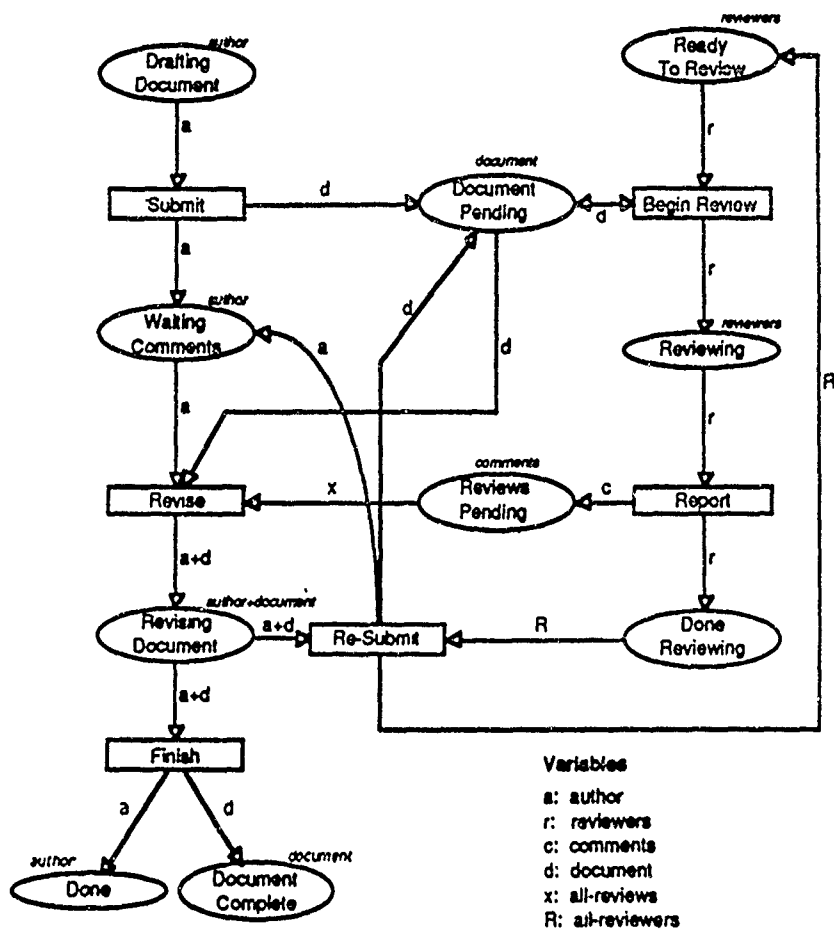 author
Drafting
Document
reviewers
Ready
To Review
a
r
document
Submit
d
Document
Pending
d
Begin Review
a
r
author
Waiting
Comments
a
d
d
reviewers
Reviewing
R
a
r
comments
Revise
x
Reviews
Pending
c
Report
a+d
r
author+document
Revising
Document
a+d
Re-Submit
R
Done
Reviewing
a+d
Finish
a
d
author
Done
document
Document
Complete
Variables
a: author
r: reviewers
c: comments
d: document
x: all-reviews
R: all-reviewers